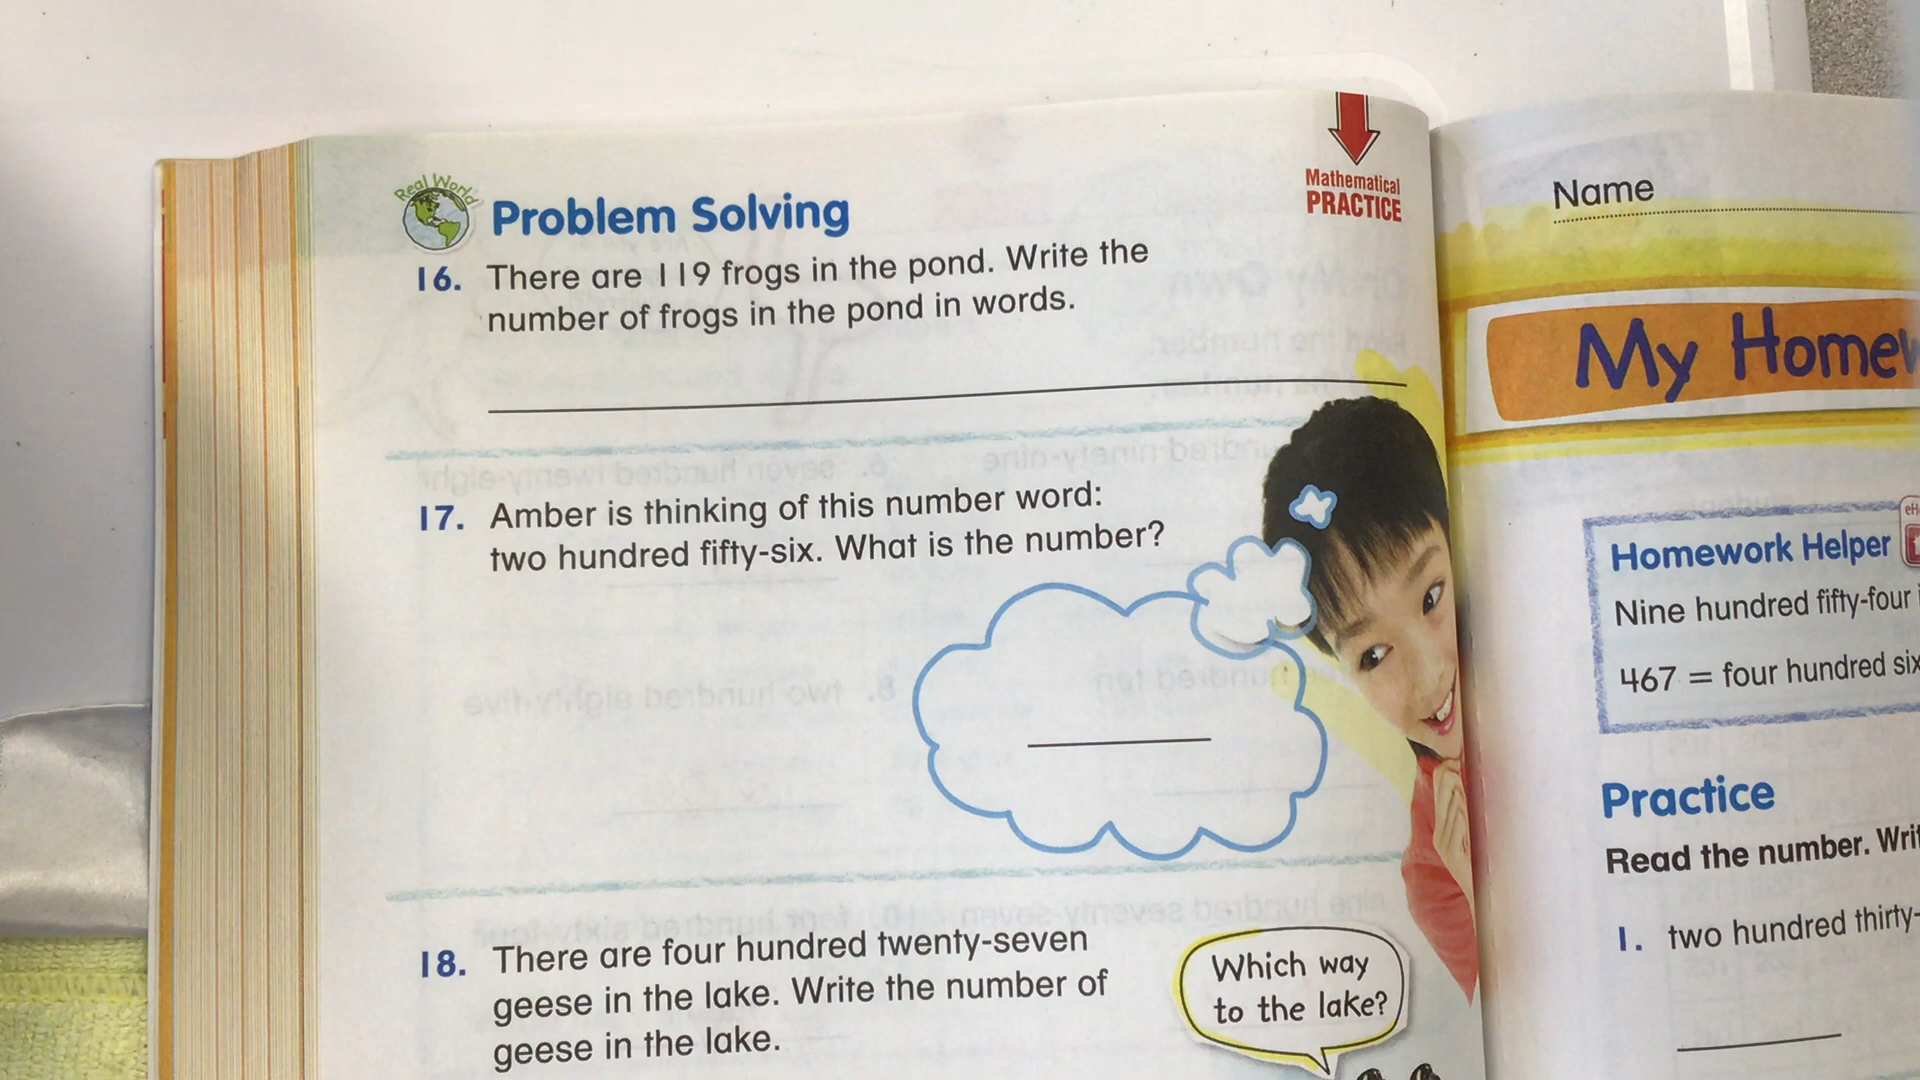 Real World
Problem Solving
Mathematical
PRACTICE
16. There are 119 frogs in the pond. Write the
number of frogs in the pond in words.
17. Amber is thinking of this number word:
two hundred fifty-six. What is the number?
18. There are four hundred twenty-seven
geese in the lake. Write the number of
geese in the lake.
Which way
to the lake?
Name
My
Homework Helper
Nine hundred fifty-four
467 = four hundred
Practice
Read the number.
1. two hundred thirty-